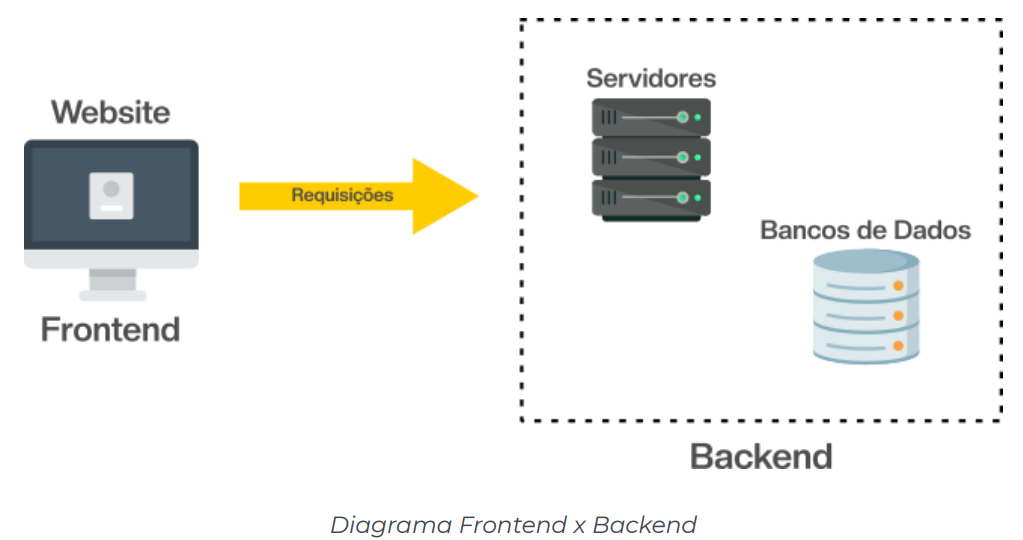 Website
Frontend
Requisições
Servidores
Bancos de Dados
Backend
Diagrama Frontend x Backend